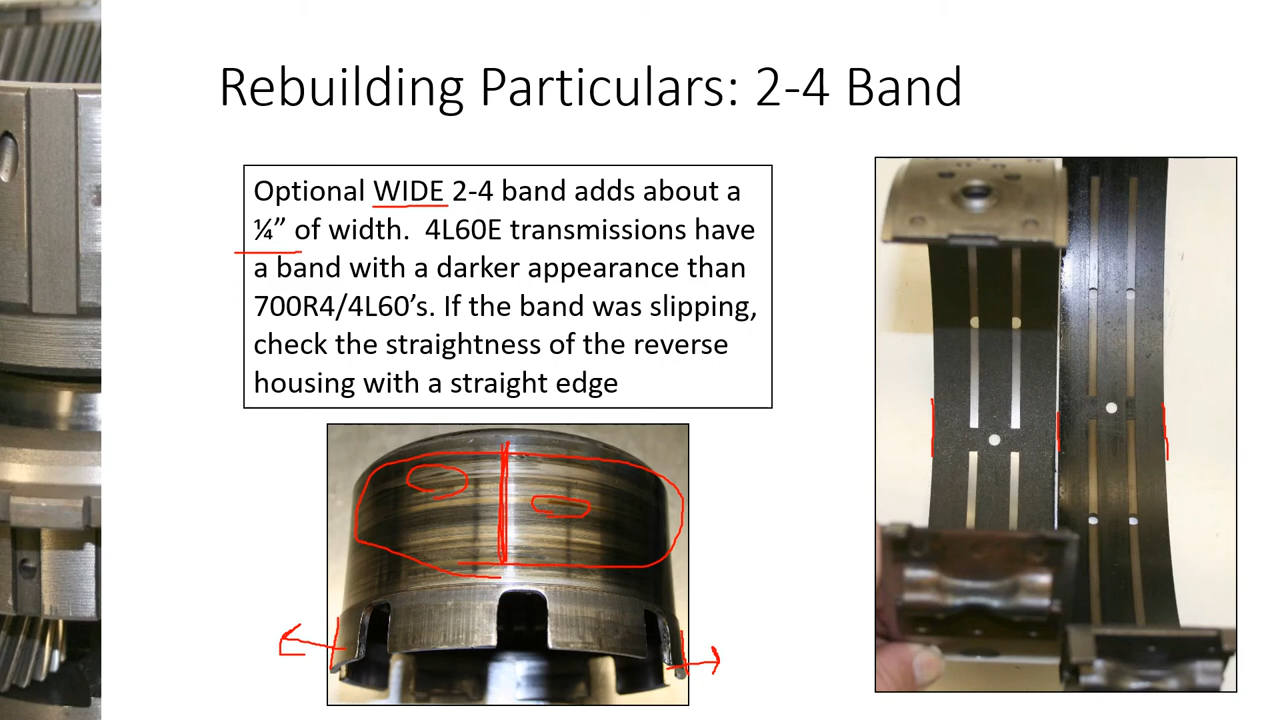 Rebuilding Particulars: 2-4 Band
Optional WIDE 2-4 band adds about a
¼” of width.  4L60E transmissions have
a band with a darker appearance than
700R4/4L60’s. If the band was slipping,
check the straightness of the reverse
housing with a straight edge